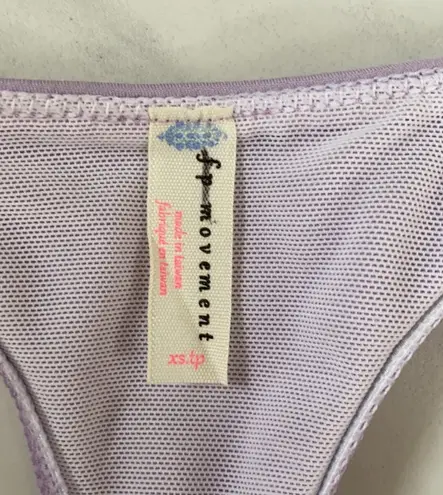 fp movement
made in taiwan
fabriqué en taiwan
xs.tp